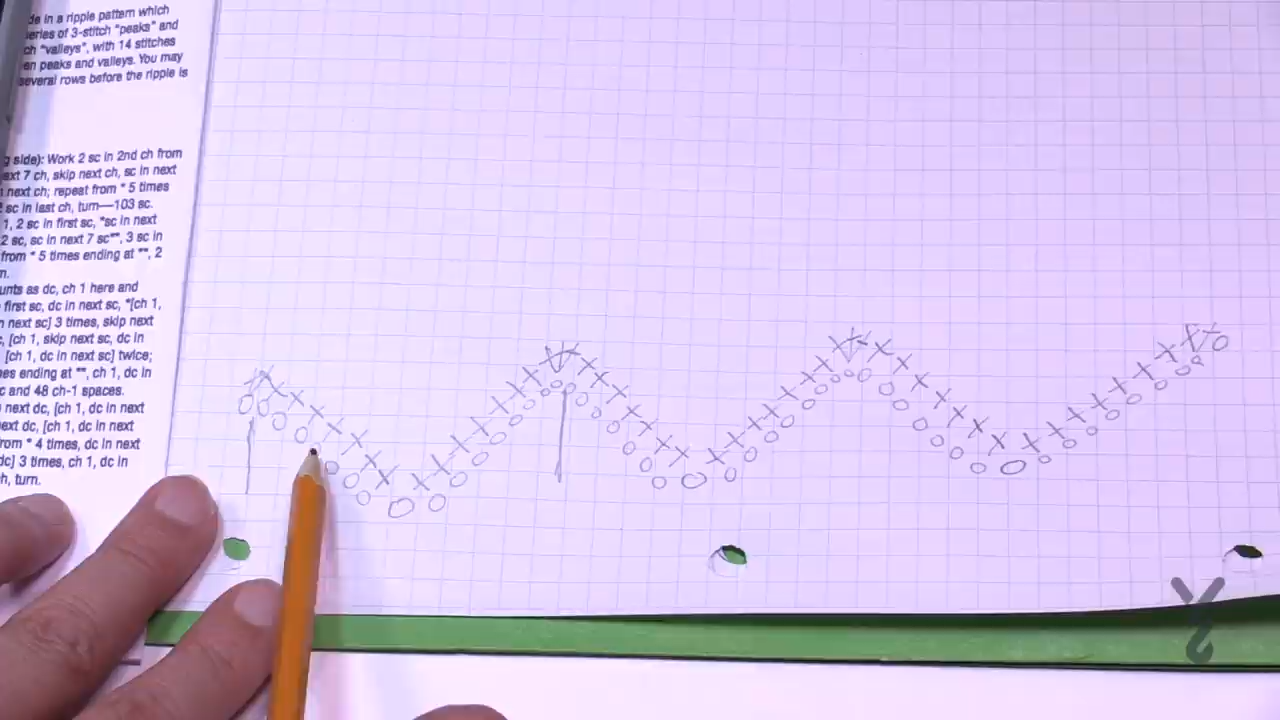 de in a ripple pattern which
eries of 3-stitch "peaks" and
ch "valleys", with 14 stitches
en peaks and valleys. You may
several rows before the ripple is
g side): Work 2 sc in 2nd ch from
ext 7 ch, skip next ch, sc in next
n next ch; repeat from * 5 times
sc in last ch, turn—103 sc.
1, 2 sc in first sc, *sc in next
2 sc, sc in next 7 sc**, 3 sc in
from * 5 times ending at **, 2
n.
unts as dc, ch 1 here and
first sc, dc in next sc, *[ch 1,
n next sc] 3 times, skip next
, [ch 1, skip next sc, dc in
[ch 1, dc in next sc] twice;
es ending at **, ch 1, dc in
c and 48 ch-1 spaces.
next dc, [ch 1, dc in next
ext dc, [ch 1, dc in next
rom * 4 times, dc in next
dc] 3 times, ch 1, dc in
h, turn.